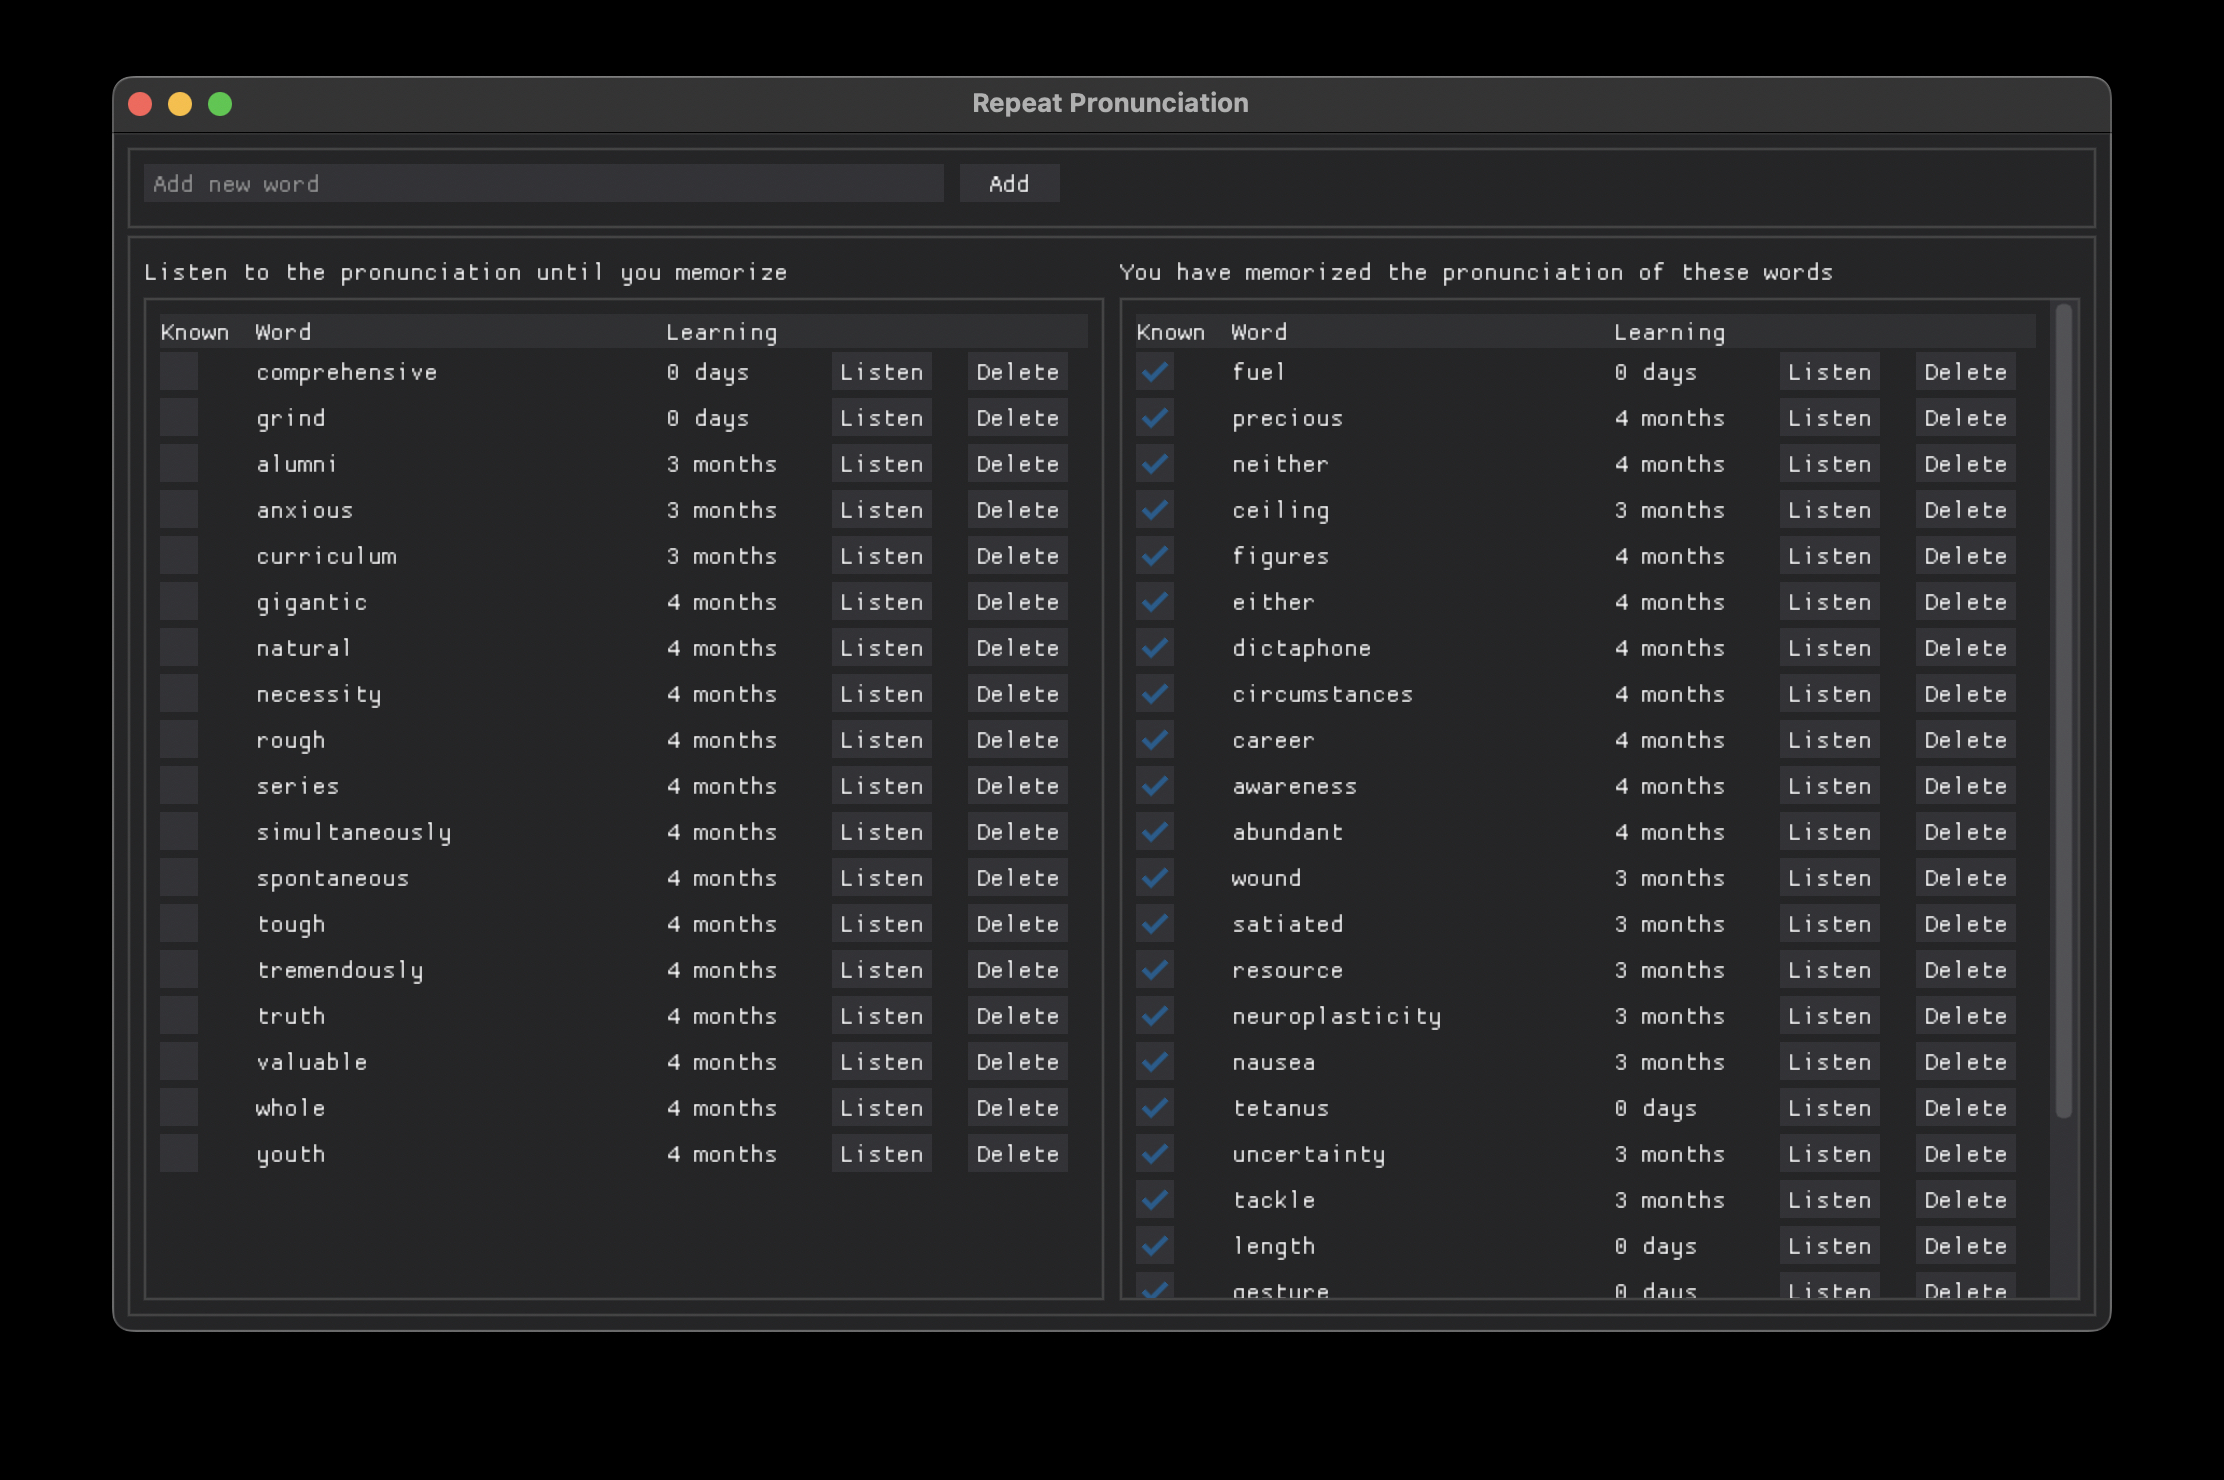 Repeat Pronunciation
Add new word Add
Listen to the pronunciation until you memorize
Known Word Learning
comprehensive 0 days Listen Delete
grind 0 days Listen Delete
alumni 3 months Listen Delete
anxious 3 months Listen Delete
curriculum 3 months Listen Delete
gigantic 4 months Listen Delete
natural 4 months Listen Delete
necessity 4 months Listen Delete
rough 4 months Listen Delete
series 4 months Listen Delete
simultaneously 4 months Listen Delete
spontaneous 4 months Listen Delete
tough 4 months Listen Delete
tremendously 4 months Listen Delete
truth 4 months Listen Delete
valuable 4 months Listen Delete
whole 4 months Listen Delete
youth 4 months Listen Delete
You have memorized the pronunciation of these words
Known Word Learning
fuel 0 days Listen Delete
precious 4 months Listen Delete
neither 4 months Listen Delete
ceiling 3 months Listen Delete
figures 4 months Listen Delete
either 4 months Listen Delete
dictaphone 4 months Listen Delete
circumstances 4 months Listen Delete
career 4 months Listen Delete
awareness 4 months Listen Delete
abundant 4 months Listen Delete
wound 3 months Listen Delete
satiated 3 months Listen Delete
resource 3 months Listen Delete
neuroplasticity 3 months Listen Delete
nausea 3 months Listen Delete
tetanus 0 days Listen Delete
uncertainty 3 months Listen Delete
tackle 3 months Listen Delete
length 0 days Listen Delete
gesture 0 days Listen Delete